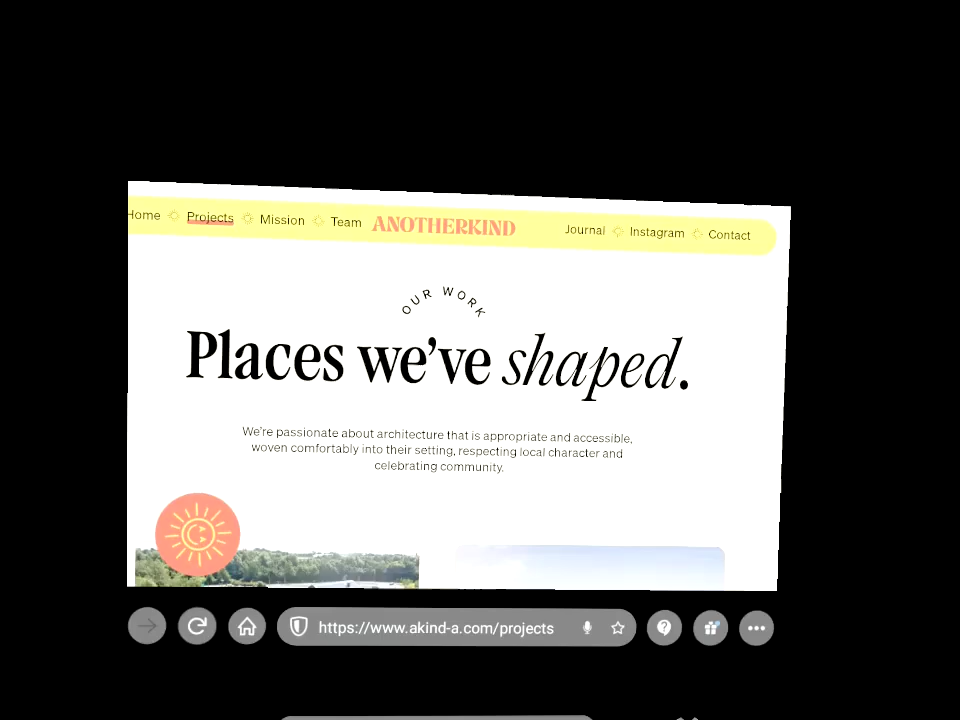 Home Projects Mission Team ANOTHERKIND Journal Instagram Contact
OUR WORK
Places we've shaped.
We're passionate about architecture that is appropriate and accessible,
woven comfortably into their setting, respecting local character and
celebrating community.
https://www.akind-a.com/projects